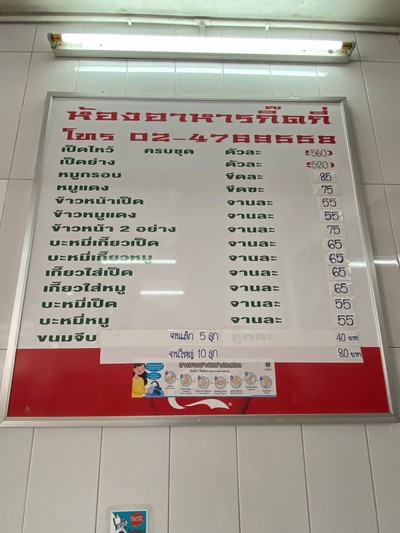 ห้องอาหารกิ๊ดกี่
โทร 02-4768558
เป็ดไหว้ ครบชุด ตัวละ 560
เป็ดย่าง ตัวละ 520
หมูกรอบ ขีดละ 85
หมูแดง ขีดชะ 75
ข้าวหน้าเป็ด จานละ 55
ข้าวหมูแดง จานละ 55
ข้าวหน้า 2 อย่าง จานละ 75
บะหมี่เกี๊ยวเป็ด จานละ 65
บะหมี่เกี๊ยวหมู จานละ 65
เกี๊ยวใส่เป็ด จานละ 65
เกี๊ยวใส่หมู จานละ 65
บะหมี่เป็ด จานละ 55
บะหมี่หมู จานละ 55
ขนมจีบ จานเล็ก 5 ลูก ลูกละ 40 บาท
จานใหญ่ 10 ลูก 80 บาท